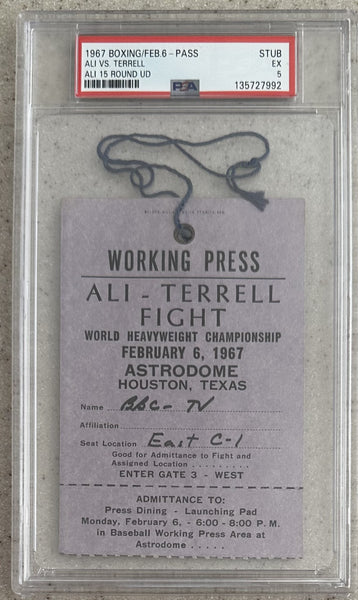 1967 BOXING/FEB.6 - PASS STUB
ALI VS. TERRELL EX
ALI 15 ROUND UD 5
PSA 135727992
WORKING PRESS
ALI - TERRELL
FIGHT
WORLD HEAVYWEIGHT CHAMPIONSHIP
FEBRUARY 6, 1967
ASTRODOME
HOUSTON, TEXAS
Name BBC- TV
Affiliation
Seat Location East C-1
Good for Admittance to Fight and
Assigned Location . . . . . . . . .
ENTER GATE 3 - WEST
ADMITTANCE TO:
Press Dining - Launching Pad
Monday, February 6, - 6:00 - 8:00 P. M.
in Baseball Working Press Area at
Astrodome . . . . .